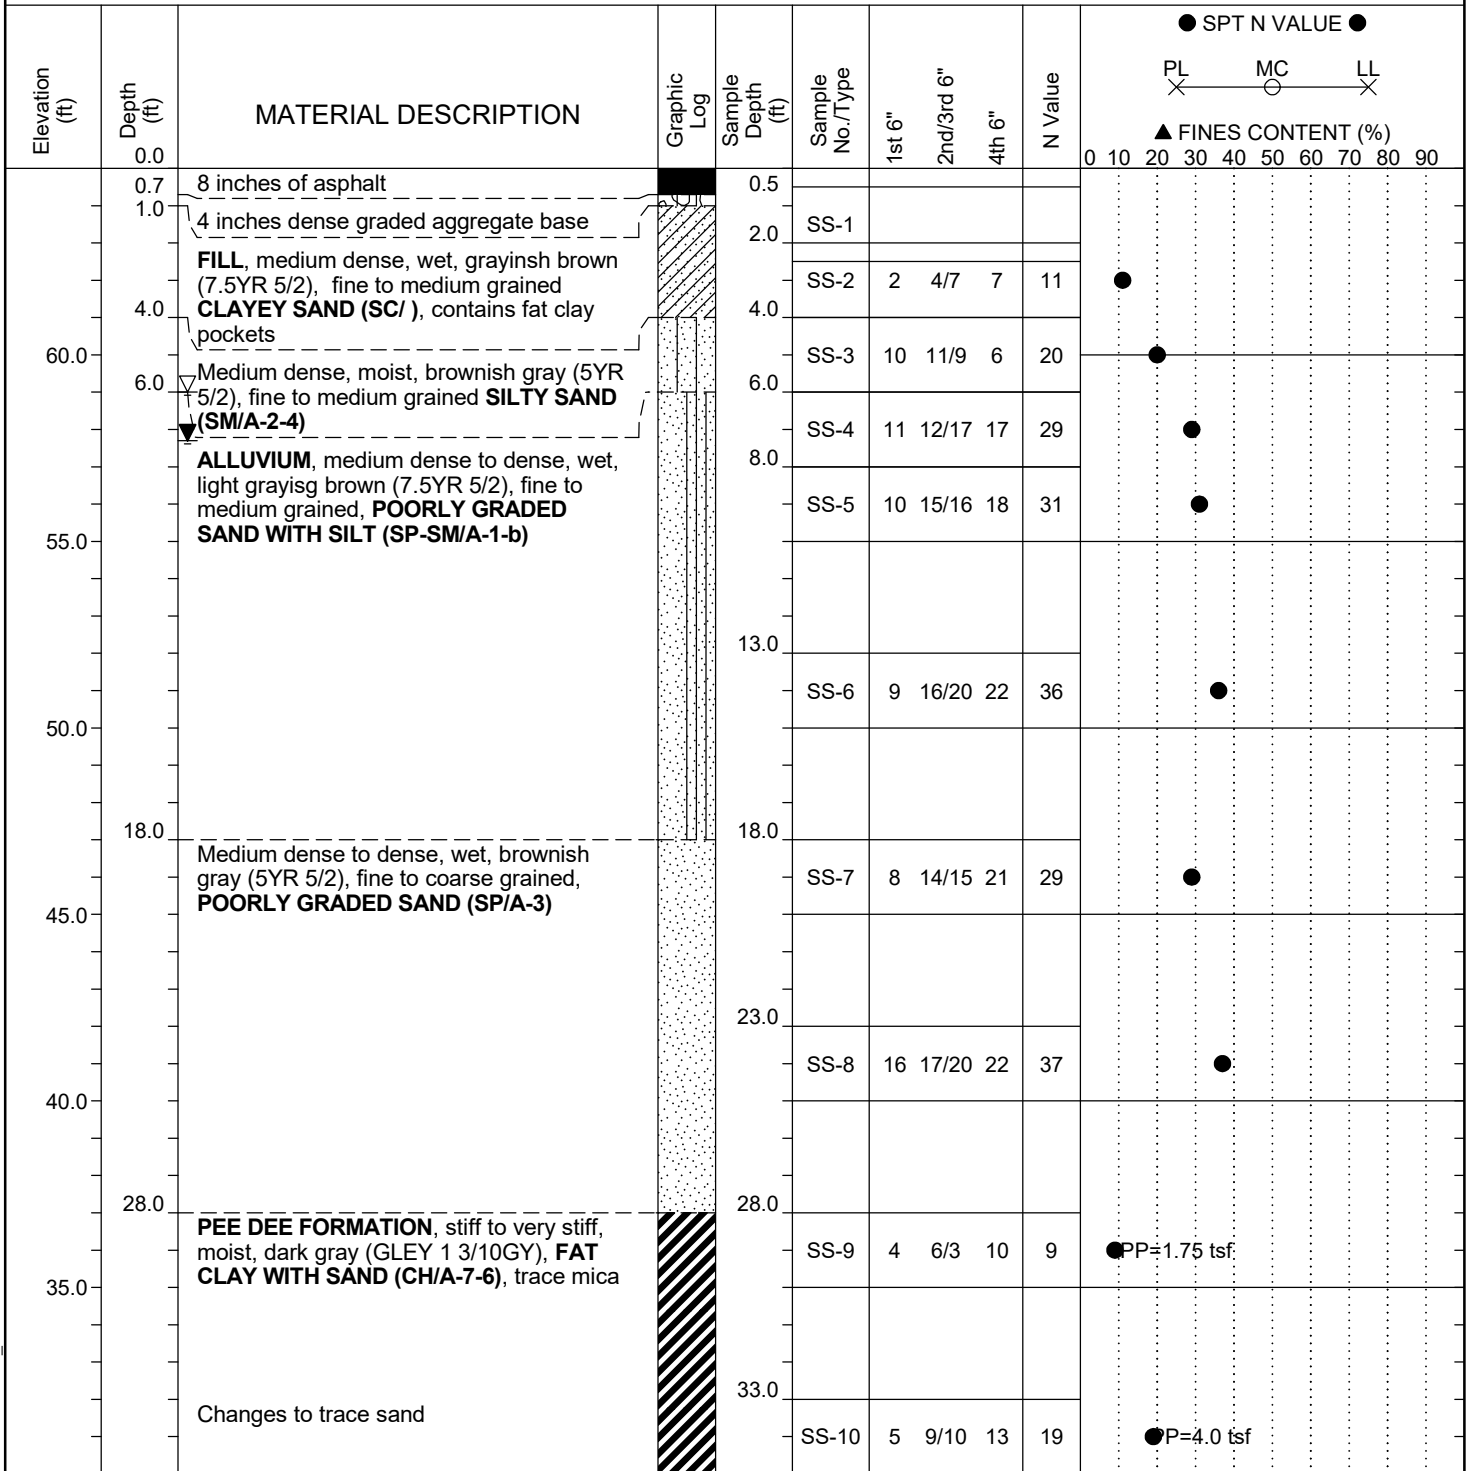 ● SPT N VALUE ●
PL MC LL
▲ FINES CONTENT (%)
0 10 20 30 40 50 60 70 80 90
Elevation (ft)
Depth (ft)
0.0
MATERIAL DESCRIPTION
Graphic Log
Sample Depth (ft)
Sample No./Type
1st 6"
2nd/3rd 6"
4th 6"
N Value
0.7 8 inches of asphalt 0.5
1.0 4 inches dense graded aggregate base
SS-1
2.0
FILL, medium dense, wet, grayinsh brown
(7.5YR 5/2), fine to medium grained
CLAYEY SAND (SC/ ), contains fat clay
pockets
SS-2 2 4/7 7 11
4.0 4.0
60.0 SS-3 10 11/9 6 20
Medium dense, moist, brownish gray (5YR
5/2), fine to medium grained SILTY SAND
(SM/A-2-4)
6.0 6.0
SS-4 11 12/17 17 29
8.0
ALLUVIUM, medium dense to dense, wet,
light grayisg brown (7.5YR 5/2), fine to
medium grained, POORLY GRADED
SAND WITH SILT (SP-SM/A-1-b)
SS-5 10 15/16 18 31
55.0
13.0
SS-6 9 16/20 22 36
50.0
18.0 18.0
Medium dense to dense, wet, brownish
gray (5YR 5/2), fine to coarse grained,
POORLY GRADED SAND (SP/A-3)
SS-7 8 14/15 21 29
45.0
23.0
SS-8 16 17/20 22 37
40.0
28.0 28.0
PEE DEE FORMATION, stiff to very stiff,
moist, dark gray (GLEY 1 3/10GY), FAT
CLAY WITH SAND (CH/A-7-6), trace mica
SS-9 4 6/3 10 9 PP=1.75 tsf
35.0
33.0
Changes to trace sand
SS-10 5 9/10 13 19 PP=4.0 tsf